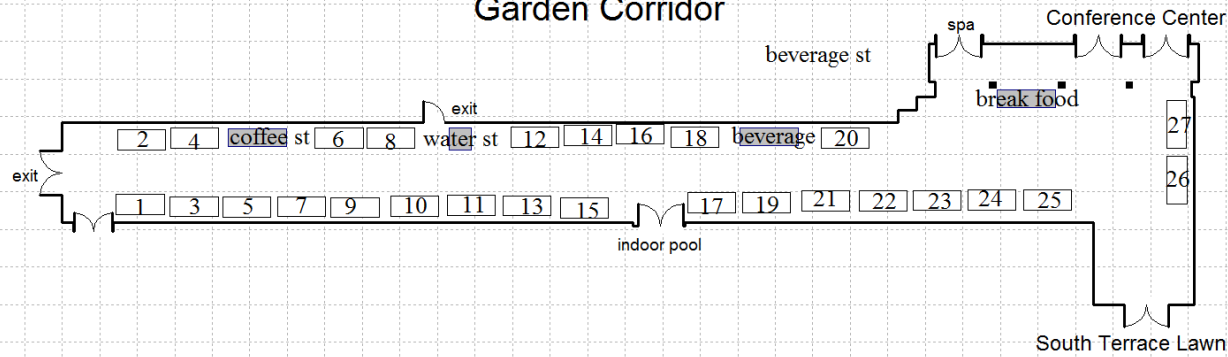 Garden Corridor
spa
Conference Center
beverage st
break food
exit
2 4 coffee st 6 8 water st 12 14 16 18 beverage 20
27
exit
26
1 3 5 7 9 10 11 13 15 17 19 21 22 23 24 25
indoor pool
South Terrace Lawn